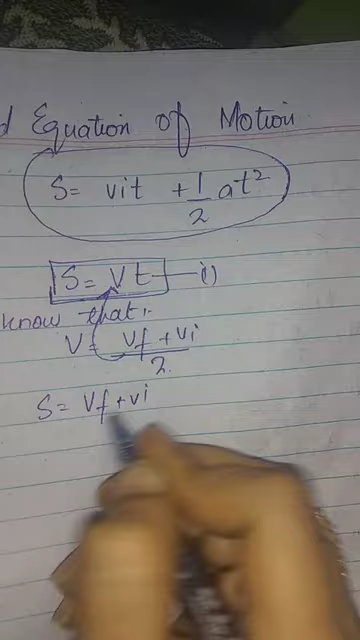 d Equation of Motion
S = vit + 1/2 at²
S = Vt — i)
know that,
V = Vf + Vi / 2
S = Vf + Vi